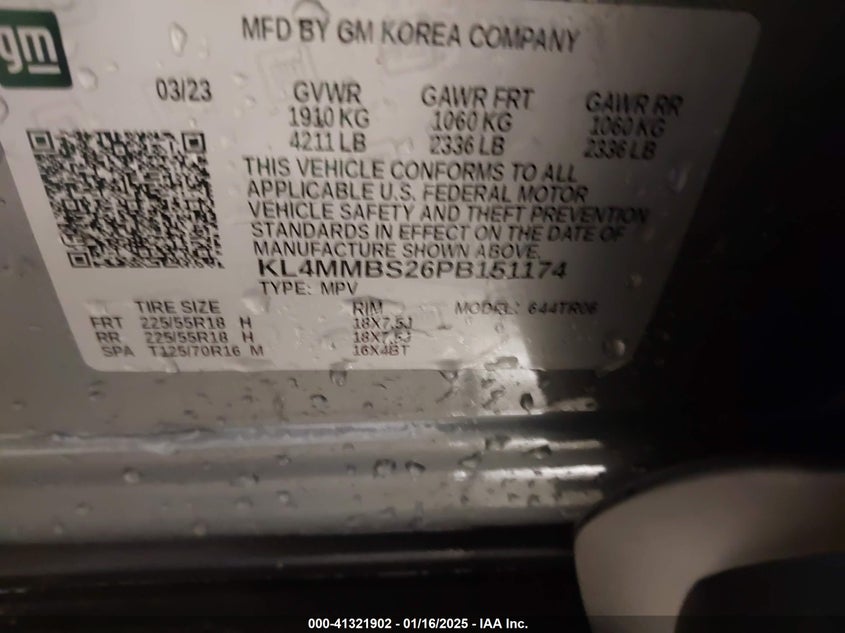 gm
MFD BY GM KOREA COMPANY
03/23 GVWR GAWR FRT GAWR RR
1910 KG 1060 KG 1060 KG
4211 LB 2336 LB 2336 LB
THIS VEHICLE CONFORMS TO ALL
APPLICABLE U.S. FEDERAL MOTOR
VEHICLE SAFETY AND THEFT PREVENTION
STANDARDS IN EFFECT ON THE DATE OF
MANUFACTURE SHOWN ABOVE.
KL4MMBS26PB151174
TYPE: MPV
TIRE SIZE RIM MODEL: 644TR06
FRT 225/55R18 H 18X7.5J
RR 225/55R18 H 18X7.5J
SPA T125/70R16 M 16X4BT
000-41321902 - 01/16/2025 - IAA Inc.